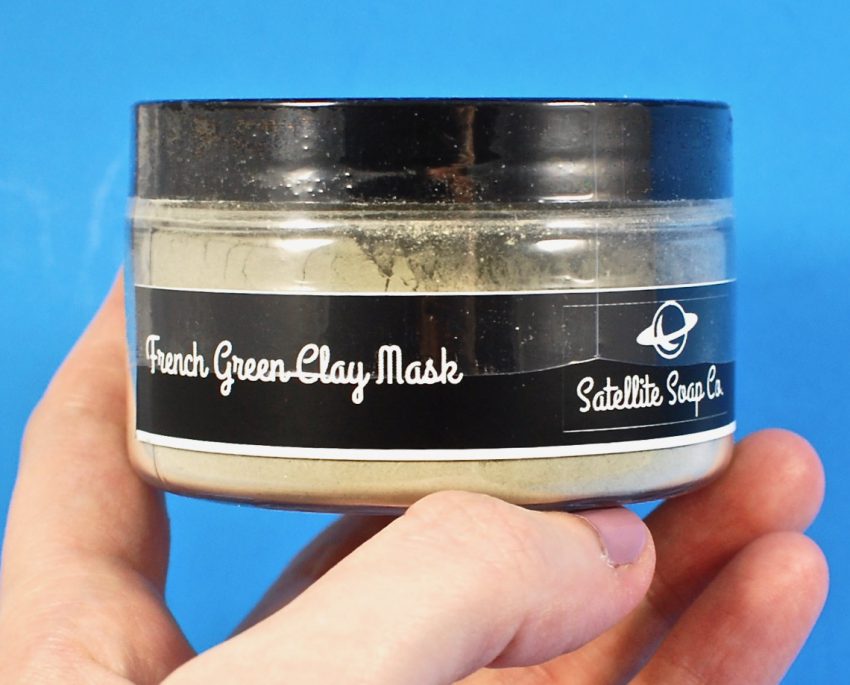 French Green Clay Mask
Satellite Soap Co.